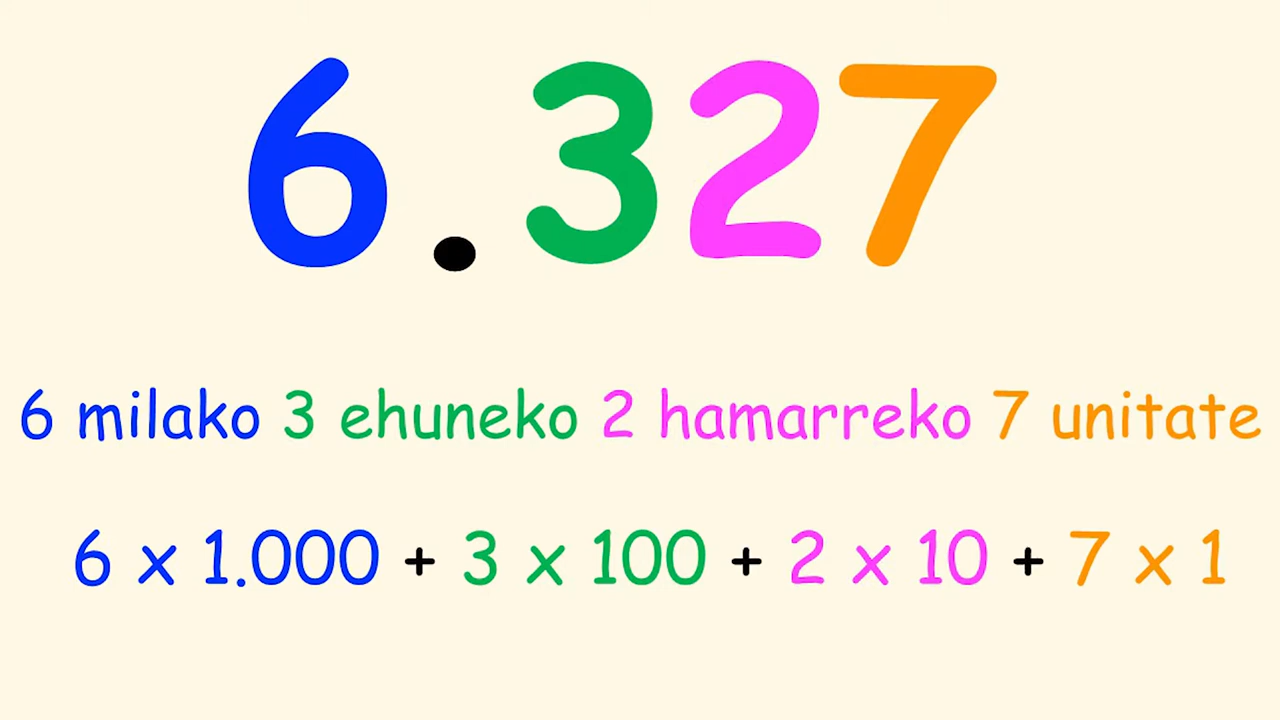 6.327
6 milako 3 ehuneko 2 hamarreko 7 unitate
6 x 1.000 + 3 x 100 + 2 x 10 + 7 x 1